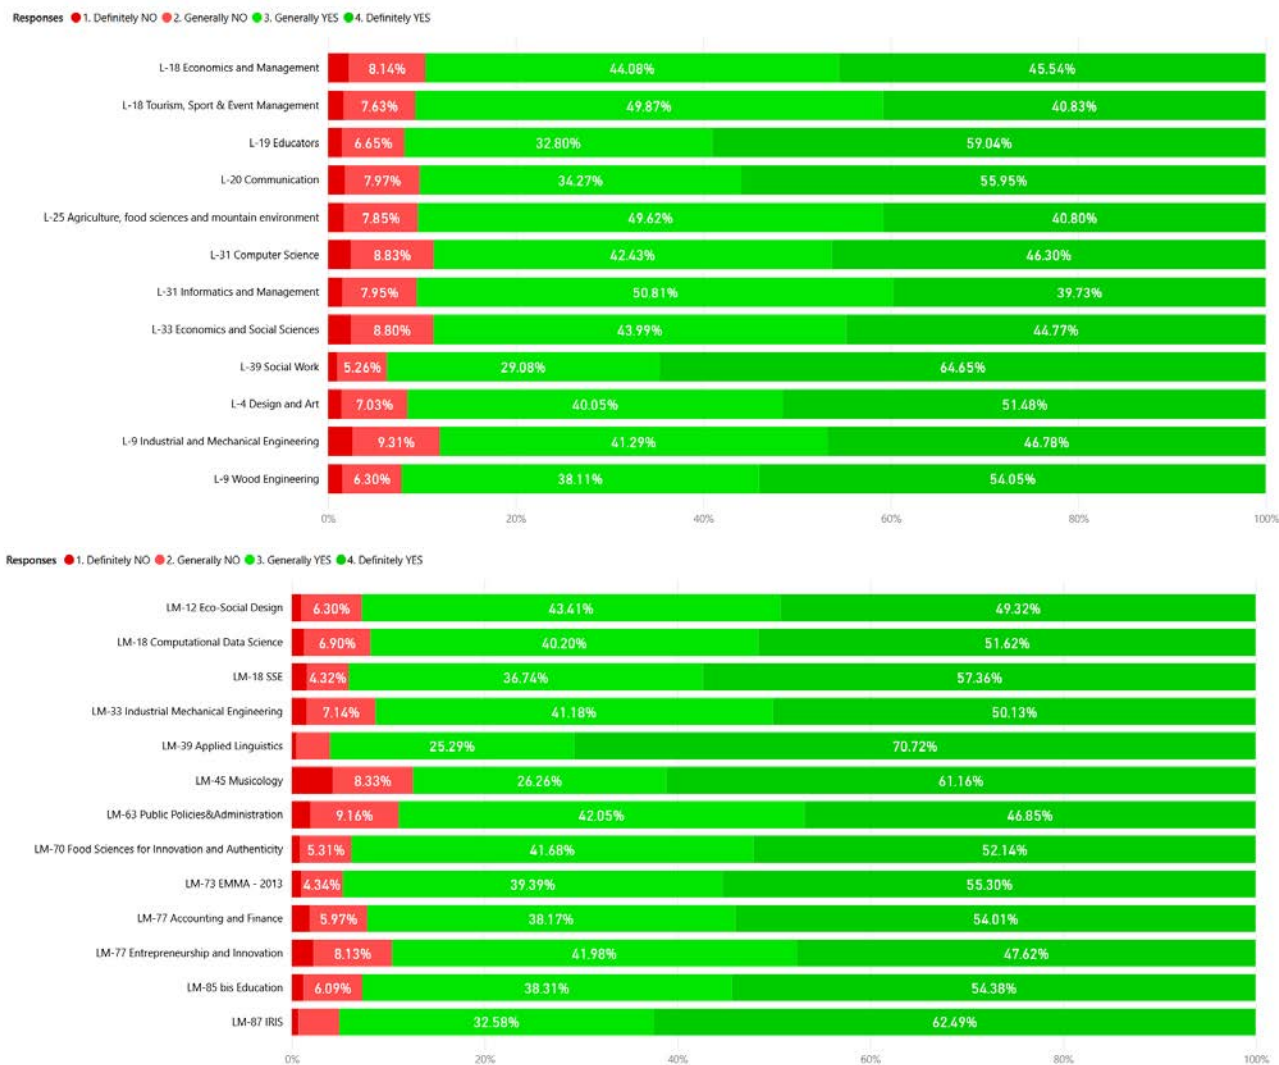 Responses 1. Definitely NO 2. Generally NO 3. Generally YES 4. Definitely YES
L-18 Economics and Management 8.14% 44.08% 45.54%
L-18 Tourism, Sport & Event Management 7.63% 49.87% 40.83%
L-19 Educators 6.65% 32.80% 59.04%
L-20 Communication 7.97% 34.27% 55.95%
L-25 Agriculture, food sciences and mountain environment 7.85% 49.62% 40.80%
L-31 Computer Science 8.83% 42.43% 46.30%
L-31 Informatics and Management 7.95% 50.81% 39.73%
L-33 Economics and Social Sciences 8.80% 43.99% 44.77%
L-39 Social Work 5.26% 29.08% 64.65%
L-4 Design and Art 7.03% 40.05% 51.48%
L-9 Industrial and Mechanical Engineering 9.31% 41.29% 46.78%
L-9 Wood Engineering 6.30% 38.11% 54.05%
0% 20% 40% 60% 80% 100%
Responses 1. Definitely NO 2. Generally NO 3. Generally YES 4. Definitely YES
LM-12 Eco-Social Design 6.30% 43.41% 49.32%
LM-18 Computational Data Science 6.90% 40.20% 51.62%
LM-18 SSE 4.32% 36.74% 57.36%
LM-33 Industrial Mechanical Engineering 7.14% 41.18% 50.13%
LM-39 Applied Linguistics 25.29% 70.72%
LM-45 Musicology 8.33% 26.26% 61.16%
LM-63 Public Policies&Administration 9.16% 42.05% 46.85%
LM-70 Food Sciences for Innovation and Authenticity 5.31% 41.68% 52.14%
LM-73 EMMA - 2013 4.34% 39.39% 55.30%
LM-77 Accounting and Finance 5.97% 38.17% 54.01%
LM-77 Entrepreneurship and Innovation 8.13% 41.98% 47.62%
LM-85 bis Education 6.09% 38.31% 54.38%
LM-87 IRIS 32.58% 62.49%
0% 20% 40% 60% 80% 100%